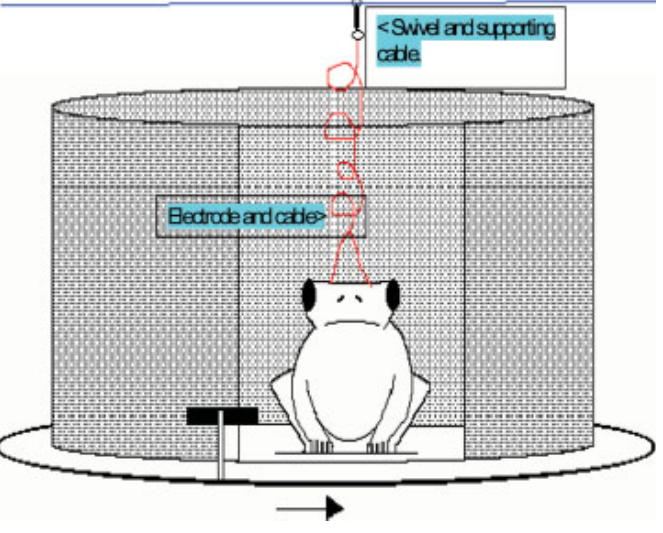 < Swivel and supporting
cable.
Electrode and cable>